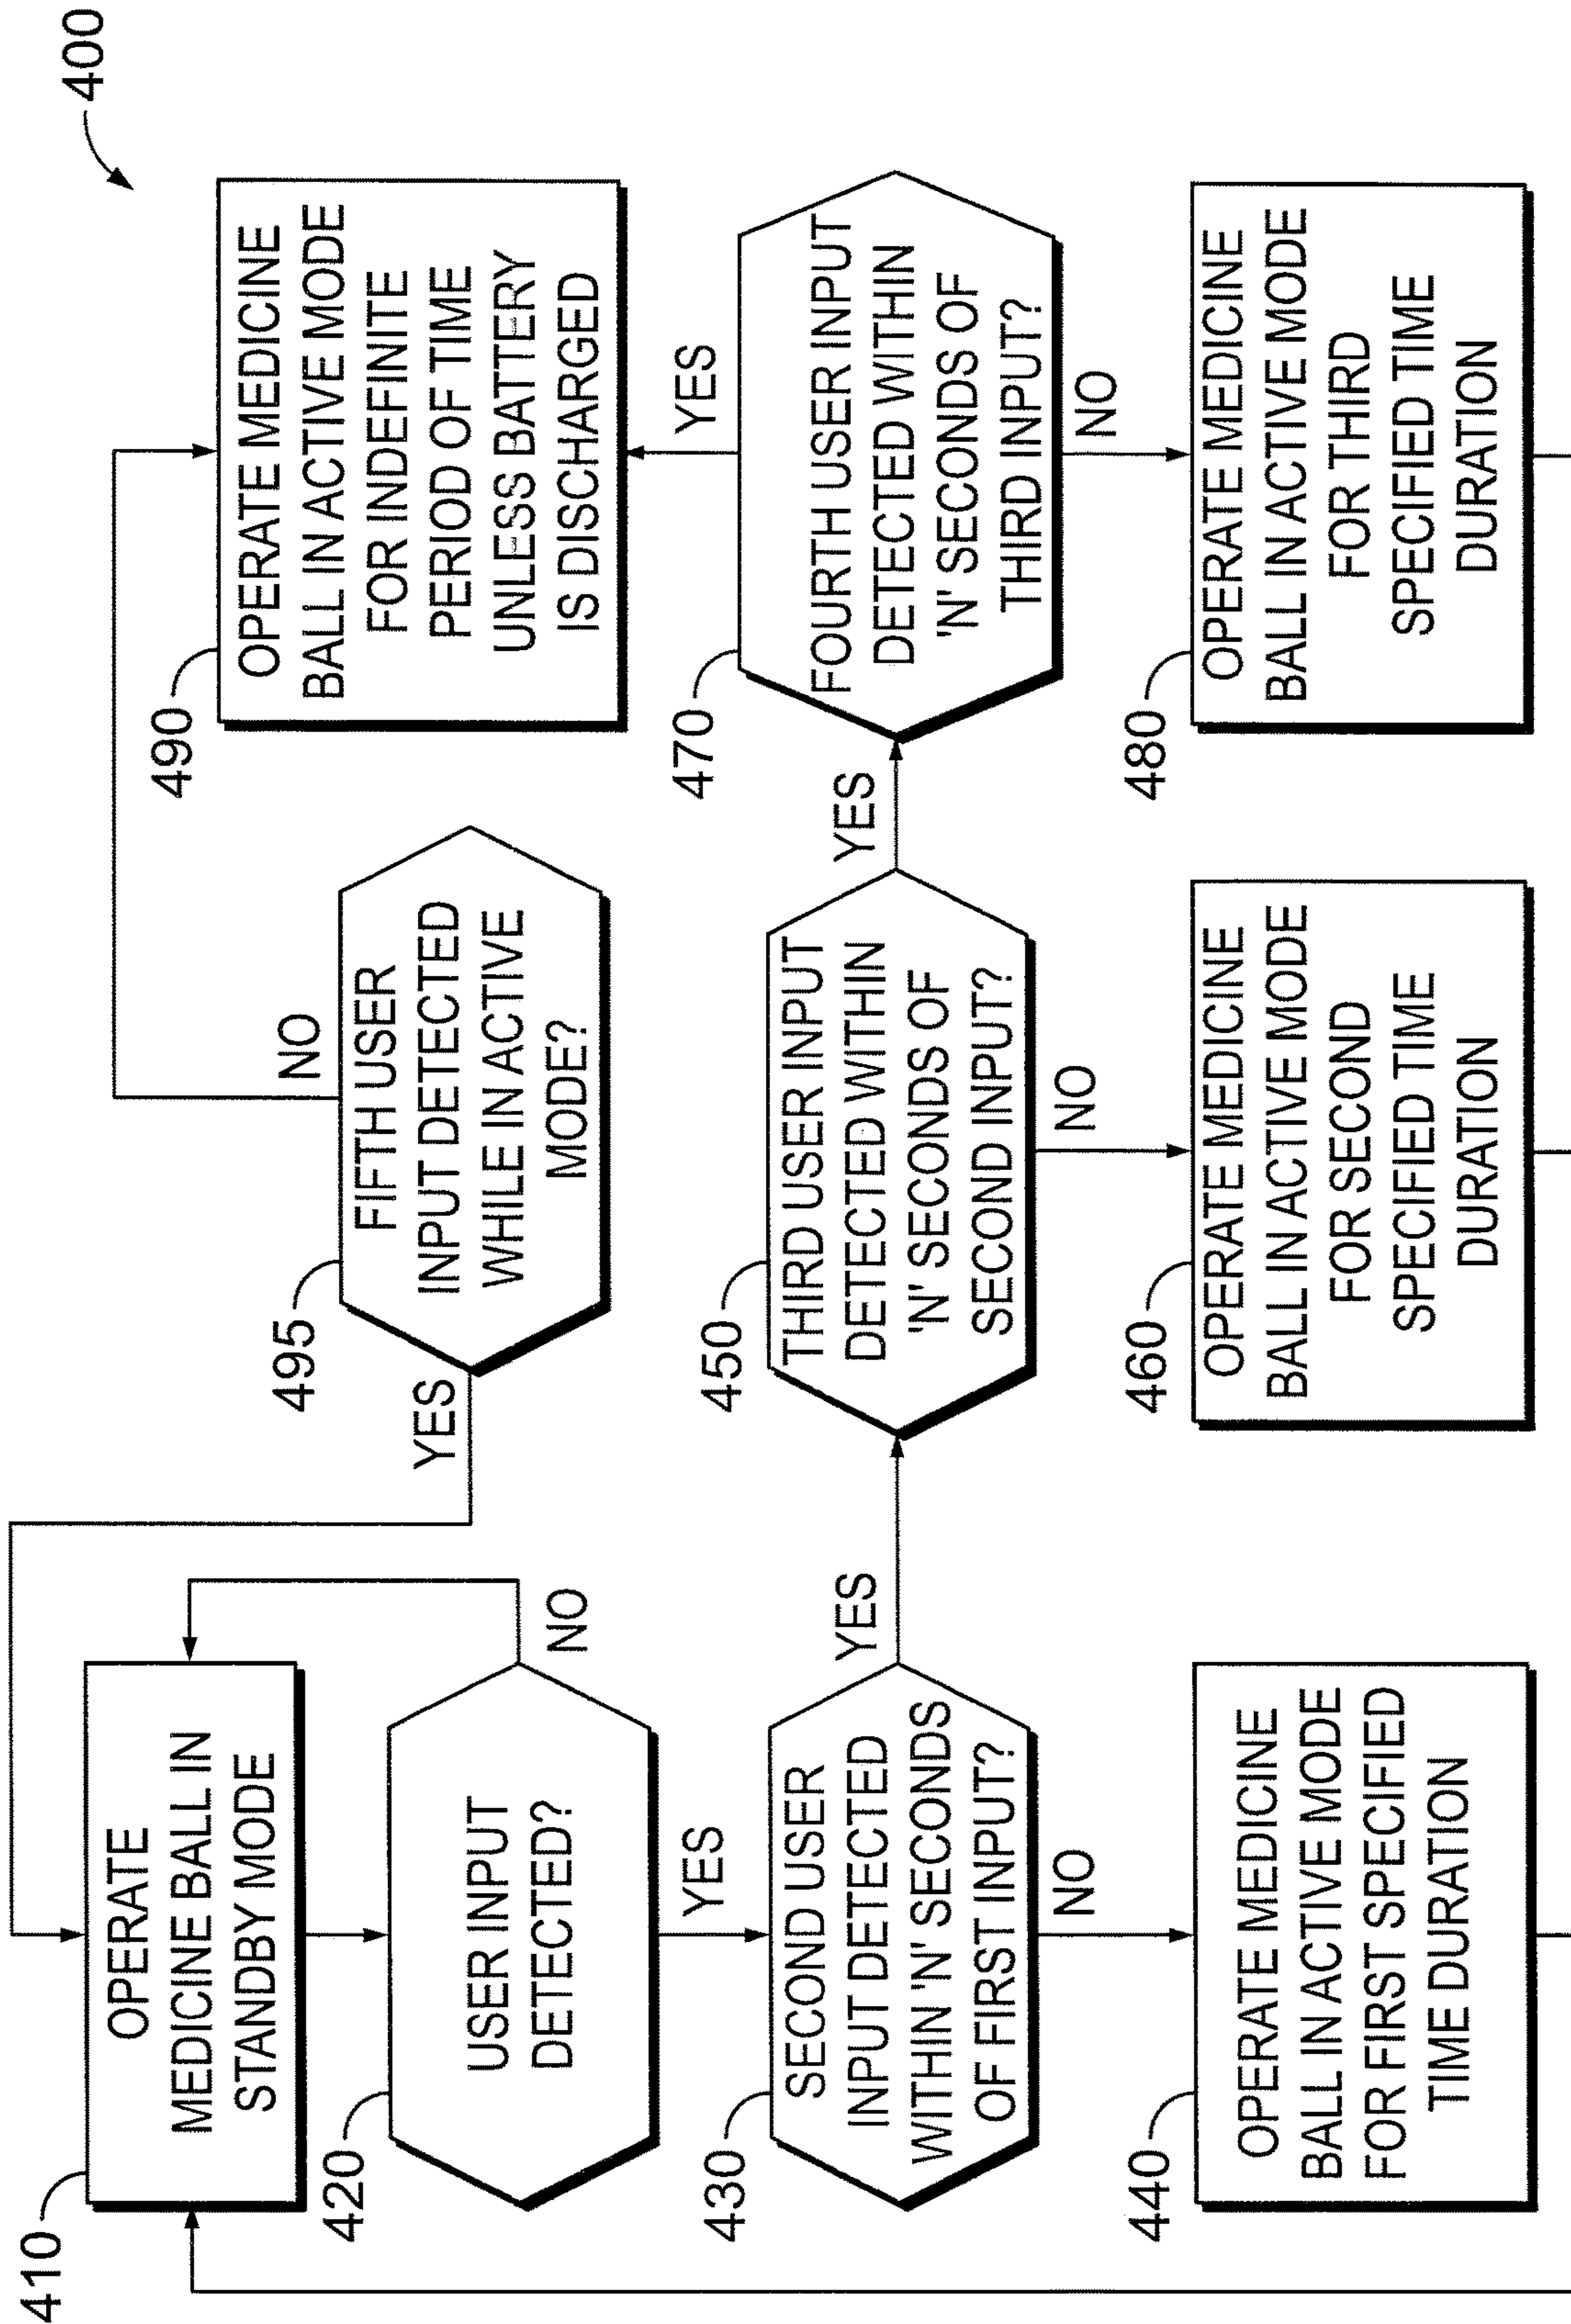 400
410
OPERATE
MEDICINE BALL IN
STANDBY MODE
420
USER INPUT
DETECTED?
NO
YES
430
SECOND USER
INPUT DETECTED
WITHIN 'N' SECONDS
OF FIRST INPUT?
YES
NO
440
OPERATE MEDICINE
BALL IN ACTIVE MODE
FOR FIRST SPECIFIED
TIME DURATION
495
FIFTH USER
INPUT DETECTED
WHILE IN ACTIVE
MODE?
YES
NO
450
THIRD USER INPUT
DETECTED WITHIN
'N' SECONDS OF
SECOND INPUT?
YES
NO
460
OPERATE MEDICINE
BALL IN ACTIVE MODE
FOR SECOND
SPECIFIED TIME
DURATION
490
OPERATE MEDICINE
BALL IN ACTIVE MODE
FOR INDEFINITE
PERIOD OF TIME
UNLESS BATTERY
IS DISCHARGED
YES
470
FOURTH USER INPUT
DETECTED WITHIN
'N' SECONDS OF
THIRD INPUT?
NO
480
OPERATE MEDICINE
BALL IN ACTIVE MODE
FOR THIRD
SPECIFIED TIME
DURATION